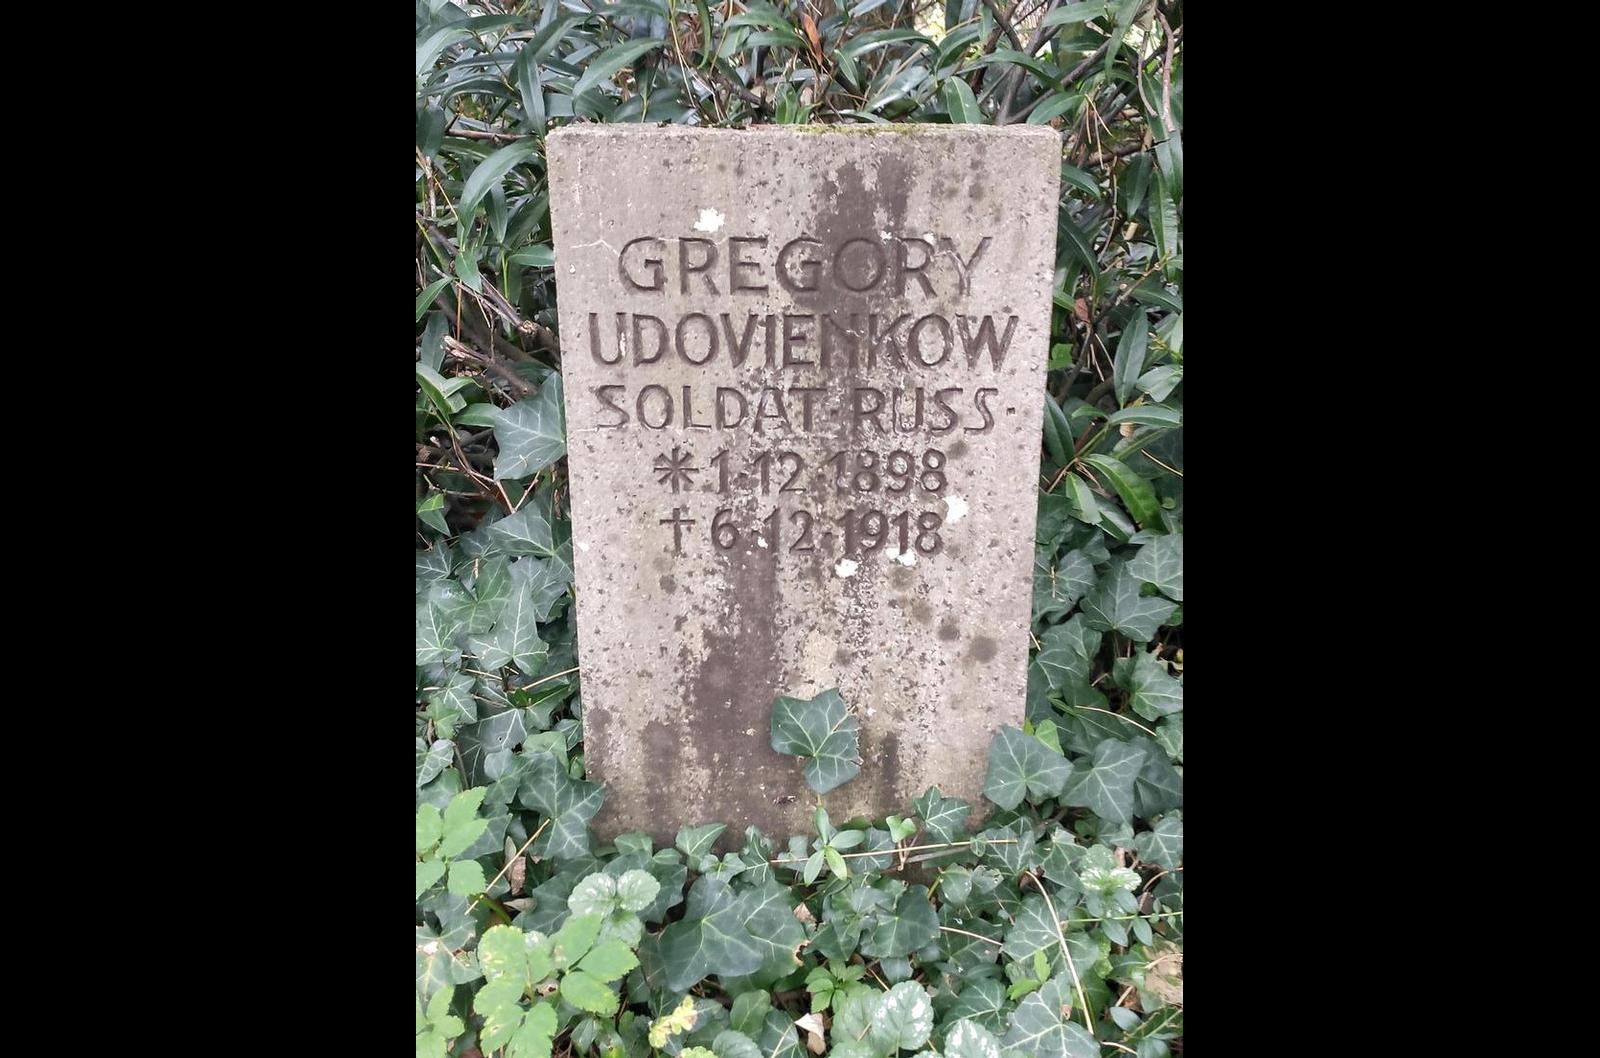 GREGORY
UDOVIENKOW
SOLDAT·RUSS·
*1·12·1898
†6·12·1918